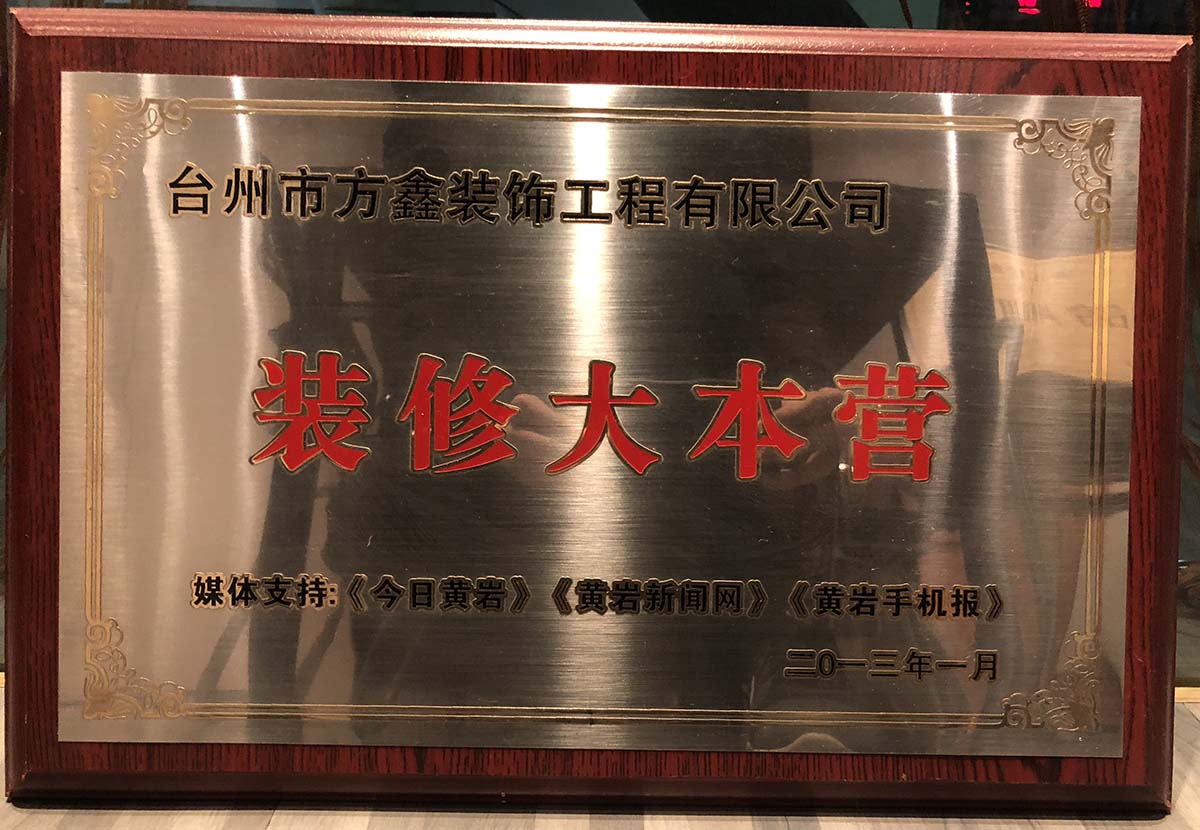 台州市方鑫装饰工程有限公司
装修大本营
媒体支持:《今日黄岩》《黄岩新闻网》《黄岩手机报》
二0一三年一月